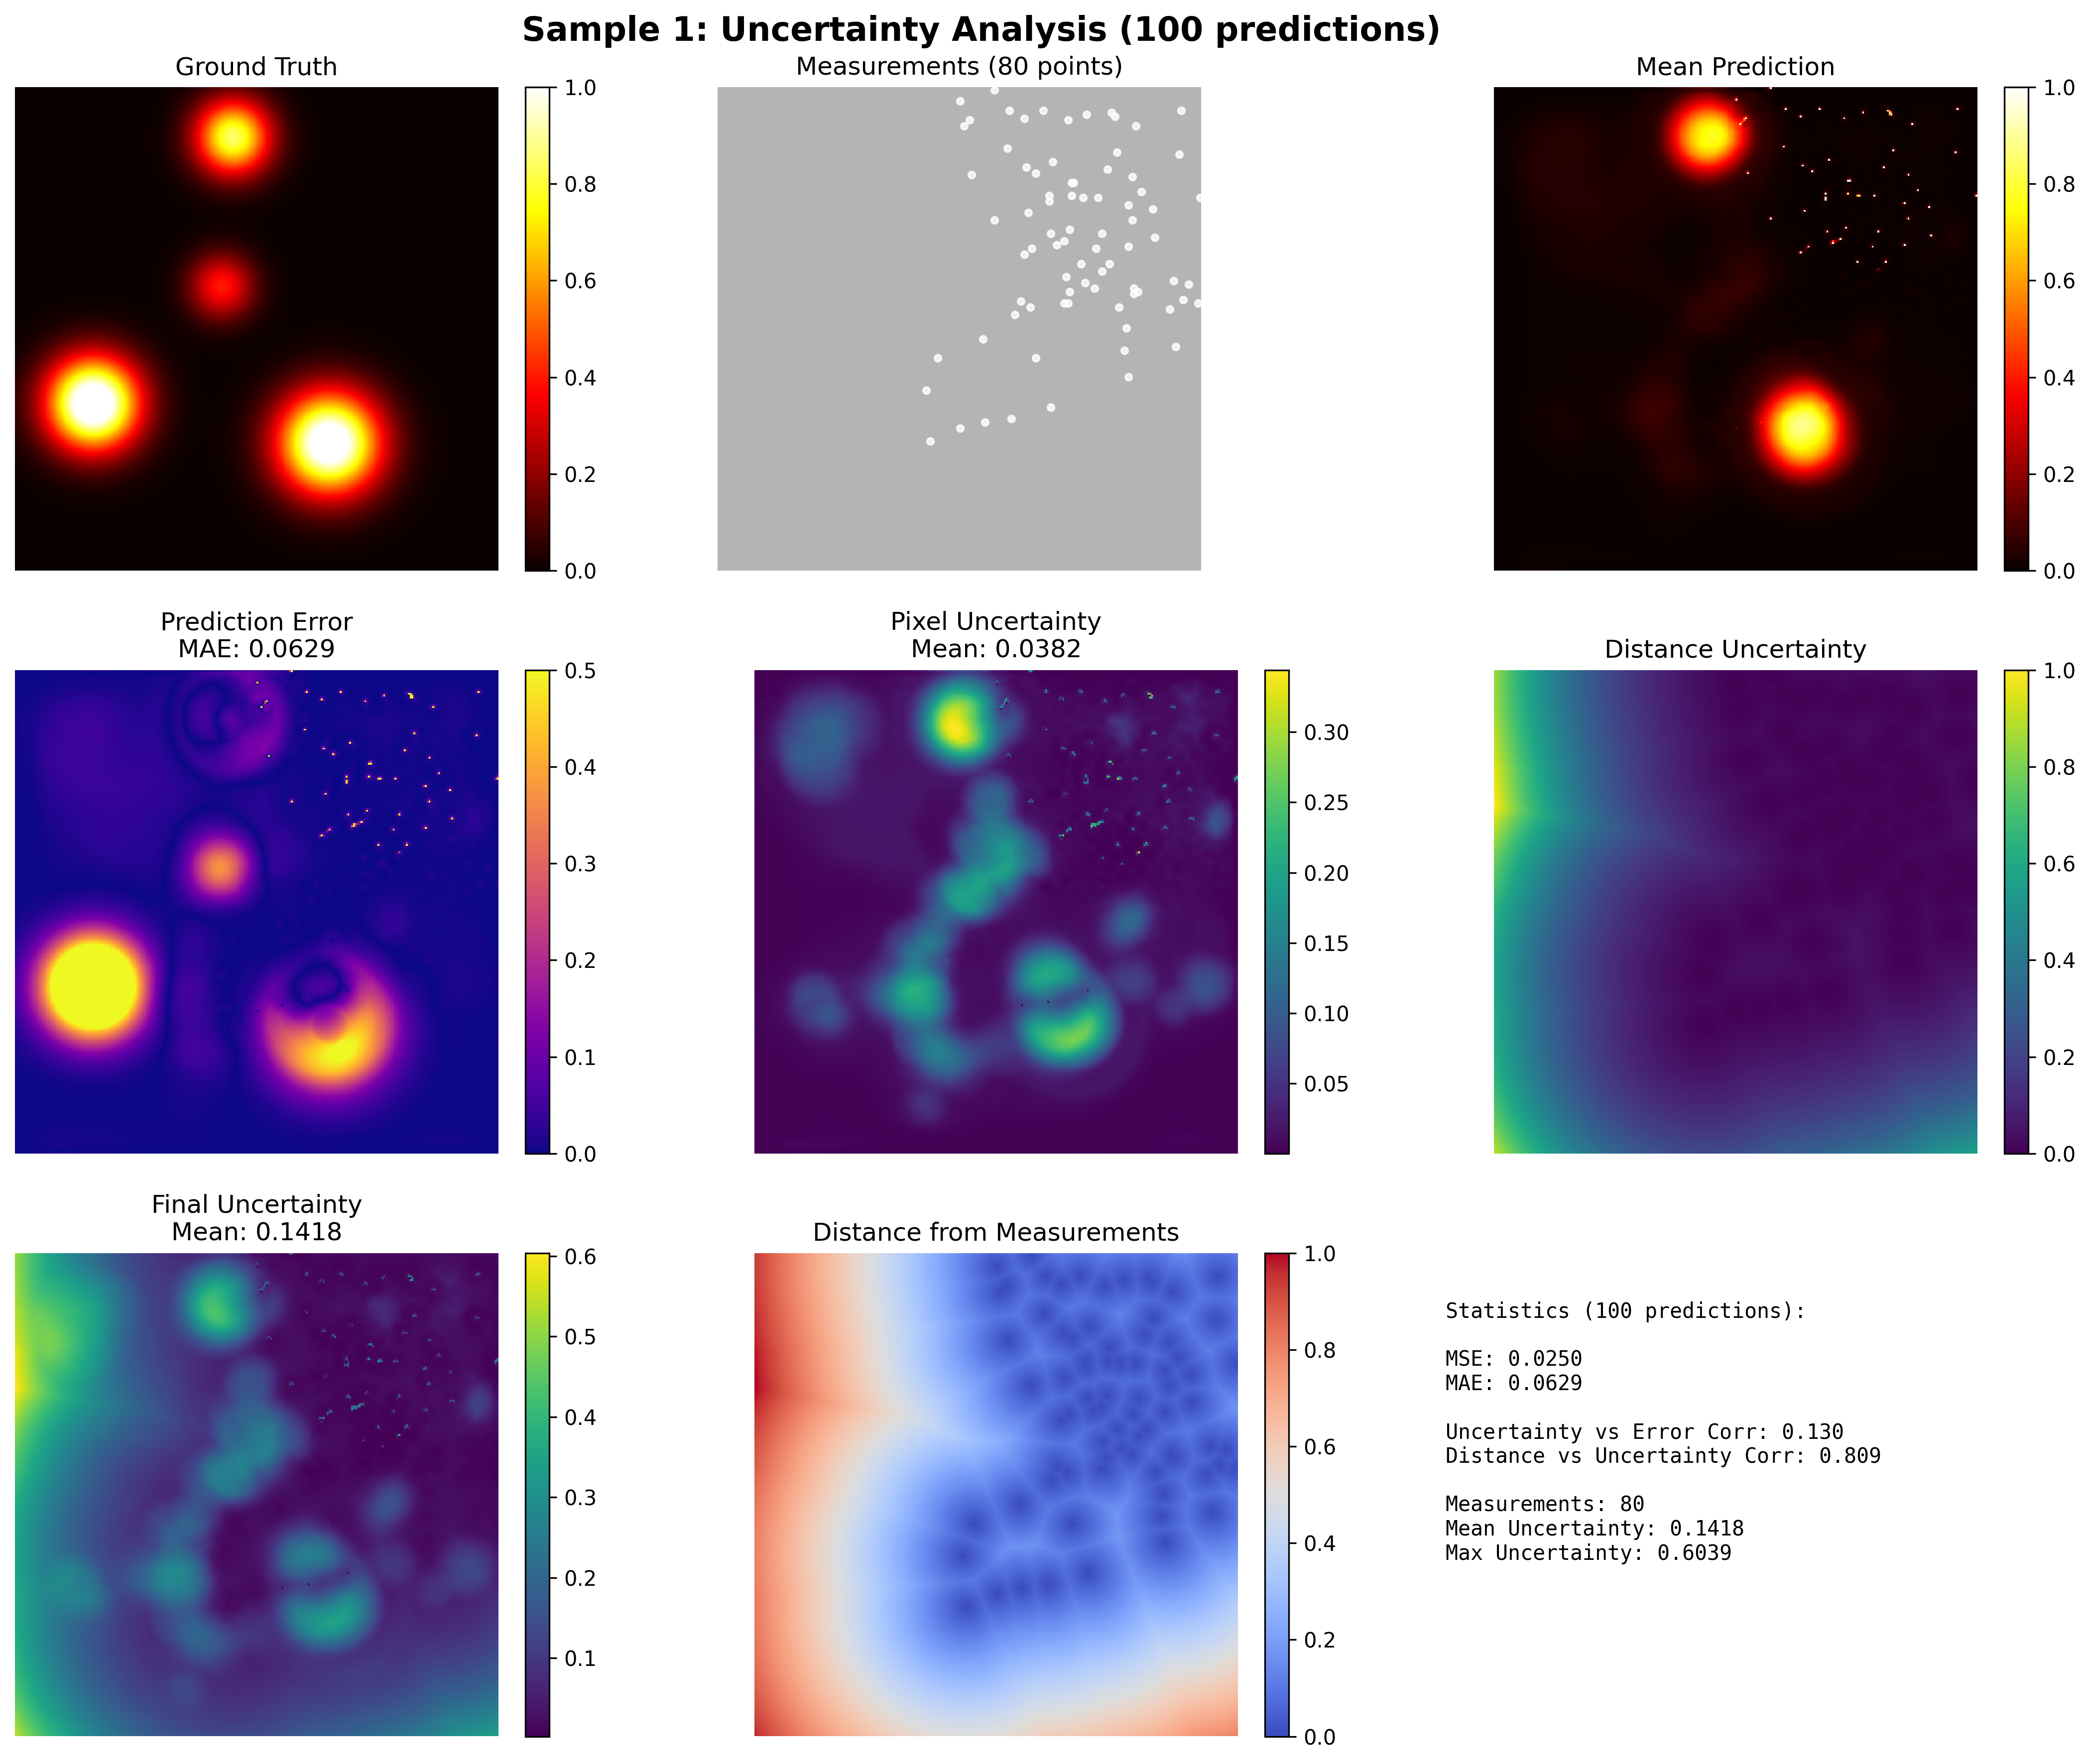 Sample 1: Uncertainty Analysis (100 predictions)
Ground Truth
1.0
0.8
0.6
0.4
0.2
0.0
Measurements (80 points)
Mean Prediction
1.0
0.8
0.6
0.4
0.2
0.0
Prediction Error
MAE: 0.0629
0.5
0.4
0.3
0.2
0.1
0.0
Pixel Uncertainty
Mean: 0.0382
0.30
0.25
0.20
0.15
0.10
0.05
Distance Uncertainty
1.0
0.8
0.6
0.4
0.2
0.0
Final Uncertainty
Mean: 0.1418
0.6
0.5
0.4
0.3
0.2
0.1
Distance from Measurements
1.0
0.8
0.6
0.4
0.2
0.0
Statistics (100 predictions):
MSE: 0.0250
MAE: 0.0629
Uncertainty vs Error Corr: 0.130
Distance vs Uncertainty Corr: 0.809
Measurements: 80
Mean Uncertainty: 0.1418
Max Uncertainty: 0.6039